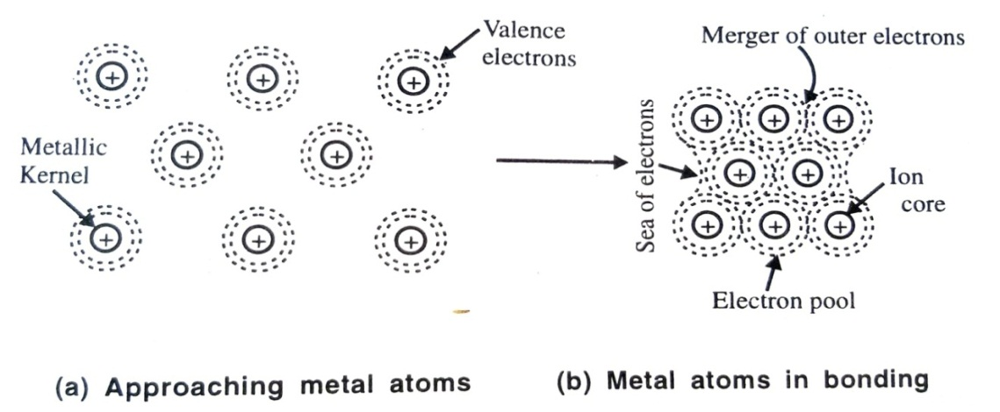 Valence
electrons
Metallic
Kernel
+
+
+
+
+
+
+
+
(a) Approaching metal atoms
Merger of outer electrons
Sea of electrons
+
+
+
+
+
+
+
+
Ion
core
Electron pool
(b) Metal atoms in bonding